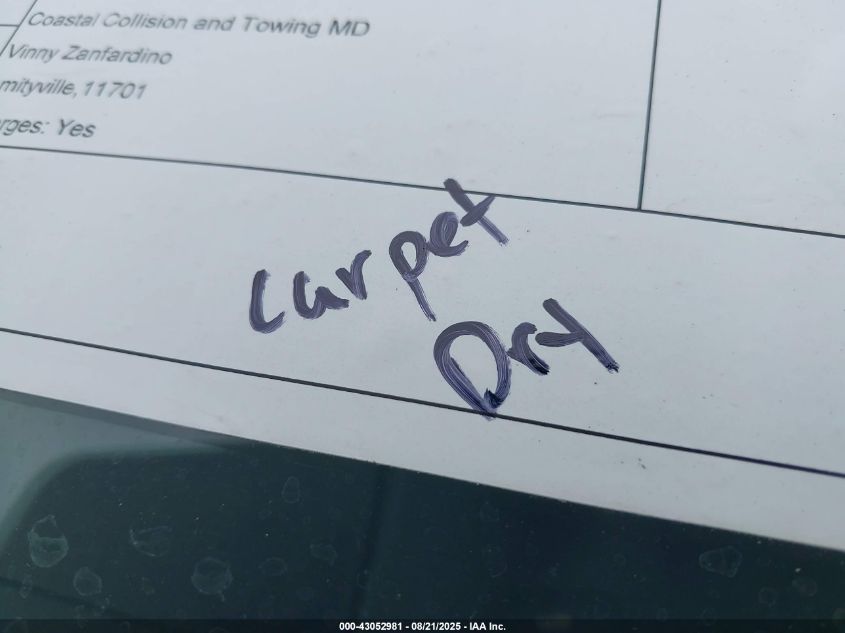 Coastal Collision and Towing MD
Vinny Zanfardino
mityville, 11701
rges: Yes
carpet
Dry
000-43052981 - 08/21/2025 - IAA Inc.